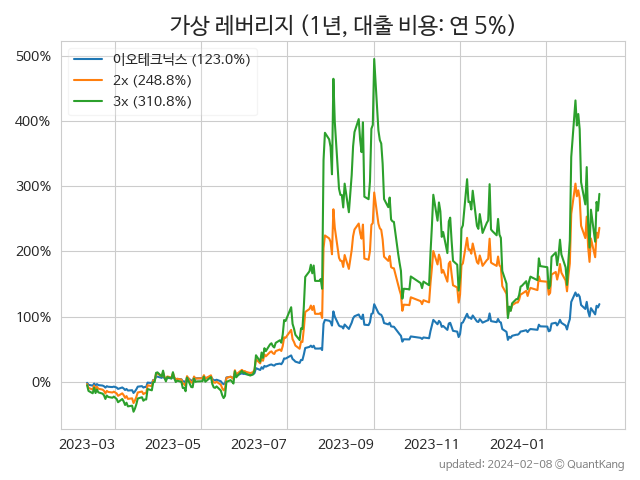 가상 레버리지 (1년, 대출 비용: 연 5%)
500%
400%
300%
200%
100%
0%
이오테크닉스 (123.0%)
2x (248.8%)
3x (310.8%)
2023-03
2023-05
2023-07
2023-09
2023-11
2024-01
updated: 2024-02-08 © QuantKang